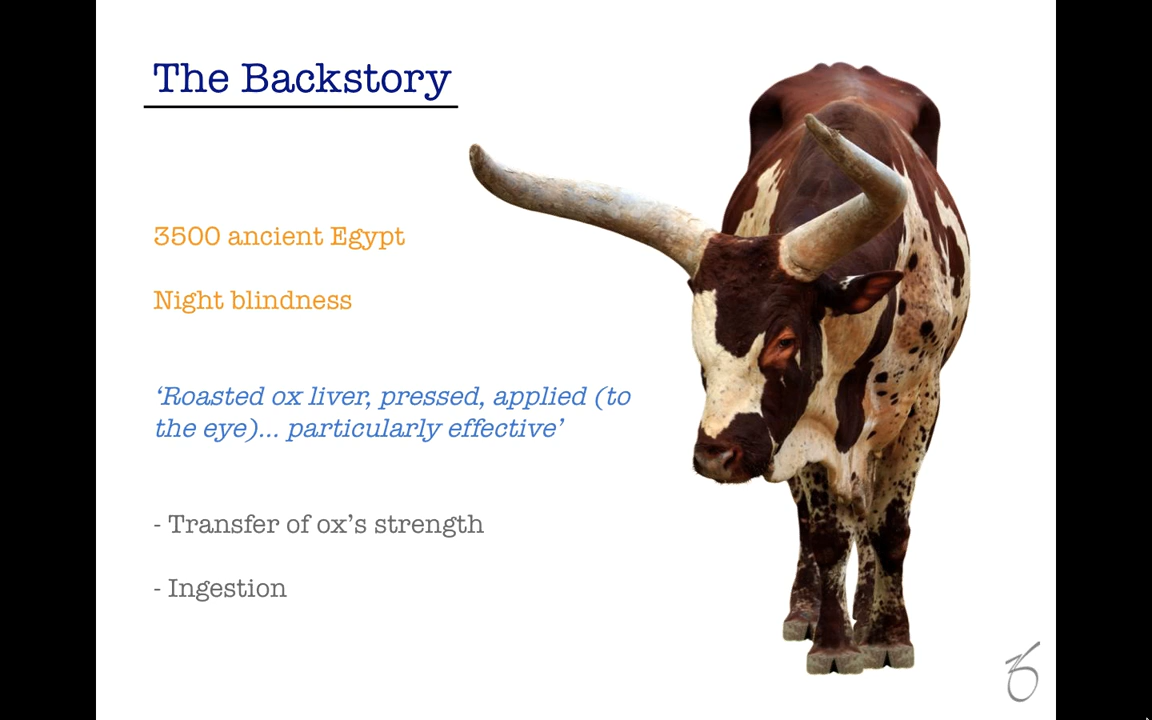 The Backstory
3500 ancient Egypt
Night blindness
‘Roasted ox liver, pressed, applied (to
the eye)... particularly effective’
- Transfer of ox’s strength
- Ingestion